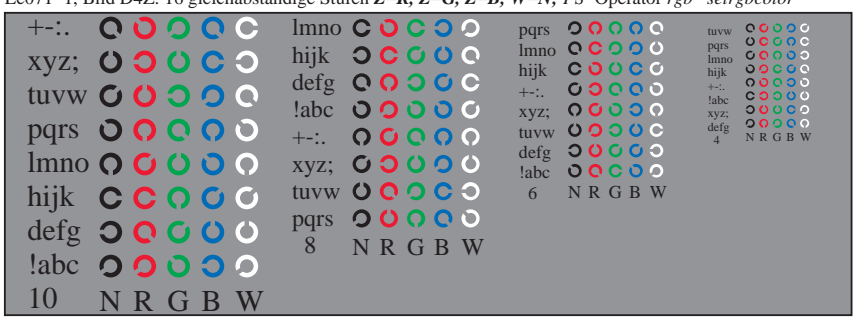 Le071-1, Bild D4Z: 16 gleichabständige Stufen Z-R, Z-G, Z-B, W-N, PS-Operator rgb* setrgbcolor
+-:.
xyz;
tuvw
pqrs
lmno
hijk
defg
!abc
10 N R G B W
lmno
hijk
defg
!abc
+-:.
xyz;
tuvw
pqrs
8 N R G B W
pqrs
lmno
hijk
+-:.
xyz;
tuvw
defg
!abc
6 N R G B W
tuvw
pqrs
lmno
hijk
+-:.
!abc
xyz;
defg
4 N R G B W